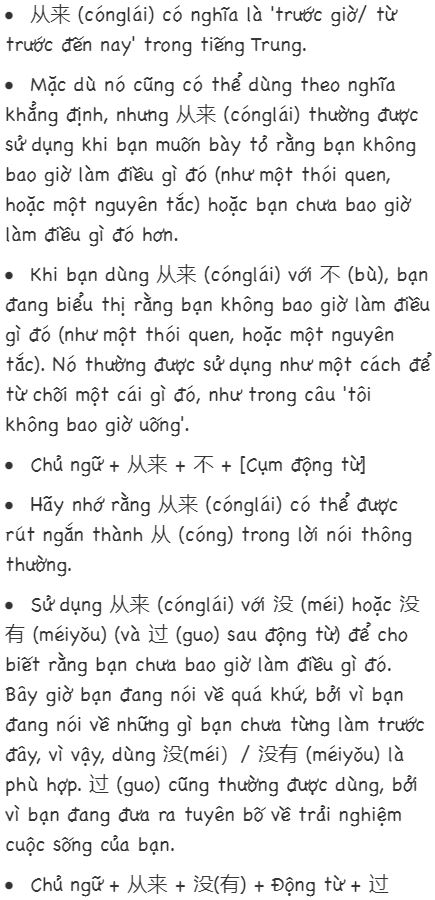 • 从来 (cónglái) có nghĩa là 'trước giờ/ từ
trước đến nay' trong tiếng Trung.
• Mặc dù nó cũng có thể dùng theo nghĩa
khẳng định, nhưng 从来 (cónglái) thường được
sử dụng khi bạn muốn bày tỏ rằng bạn không
bao giờ làm điều gì đó (như một thói quen,
hoặc một nguyên tắc) hoặc bạn chưa bao giờ
làm điều gì đó hơn.
• Khi bạn dùng 从来 (cónglái) với 不 (bù), bạn
đang biểu thị rằng bạn không bao giờ làm điều
gì đó (như một thói quen, hoặc một nguyên
tắc). Nó thường được sử dụng như một cách để
từ chối một cái gì đó, như trong câu 'tôi
không bao giờ uống'.
• Chủ ngữ + 从来 + 不 + [Cụm động từ]
• Hãy nhớ rằng 从来 (cónglái) có thể được
rút ngắn thành 从 (cóng) trong lời nói thông
thường.
• Sử dụng 从来 (cónglái) với 没 (méi) hoặc 没
有 (méiyǒu) (và 过 (guo) sau động từ) để cho
biết rằng bạn chưa bao giờ làm điều gì đó.
Bây giờ bạn đang nói về quá khứ, bởi vì bạn
đang nói về những gì bạn chưa từng làm trước
đây, vì vậy, dùng 没(méi）/ 没有 (méiyǒu) là
phù hợp. 过 (guo) cũng thường được dùng, bởi
vì bạn đang đưa ra tuyên bố về trải nghiệm
cuộc sống của bạn.
• Chủ ngữ + 从来 + 没(有) + Động từ + 过